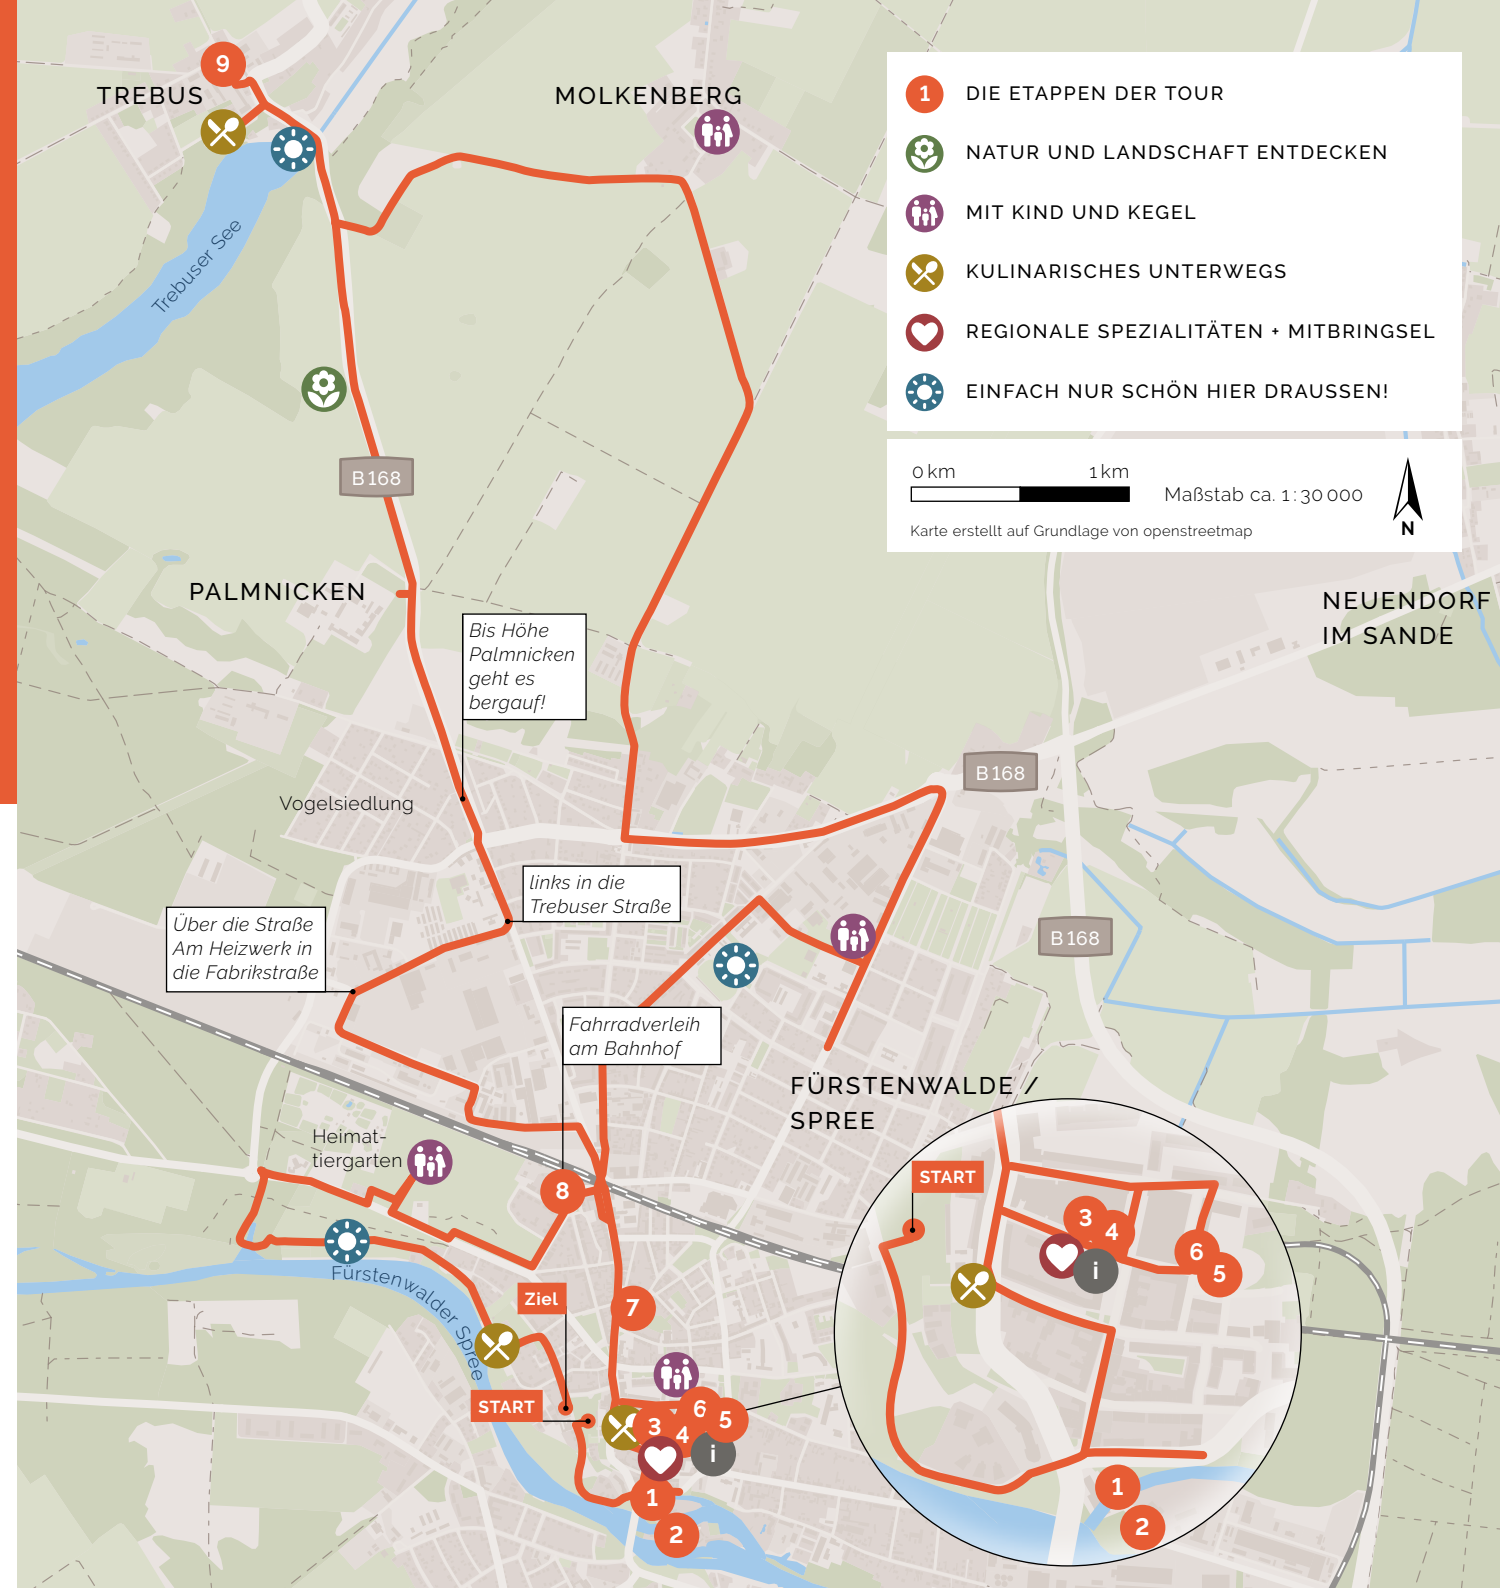 9
TREBUS
MOLKENBERG
Trebuser See
1 DIE ETAPPEN DER TOUR
NATUR UND LANDSCHAFT ENTDECKEN
MIT KIND UND KEGEL
KULINARISCHES UNTERWEGS
REGIONALE SPEZIALITÄTEN + MITBRINGSEL
EINFACH NUR SCHÖN HIER DRAUSSEN!
0 km 1 km
Maßstab ca. 1 : 30 000
N
Karte erstellt auf Grundlage von openstreetmap
B 168
PALMNICKEN
NEUENDORF
IM SANDE
Bis Höhe
Palmnicken
geht es
bergauf!
B 168
Vogelsiedlung
links in die
Trebuser Straße
Über die Straße
Am Heizwerk in
die Fabrikstraße
B 168
Fahrradverleih
am Bahnhof
FÜRSTENWALDE /
SPREE
Heimat-
tiergarten
8
START
3
4
6
5
i
1
2
Fürstenwalder Spree
Ziel
7
START
6
5
3
4
i
1
2